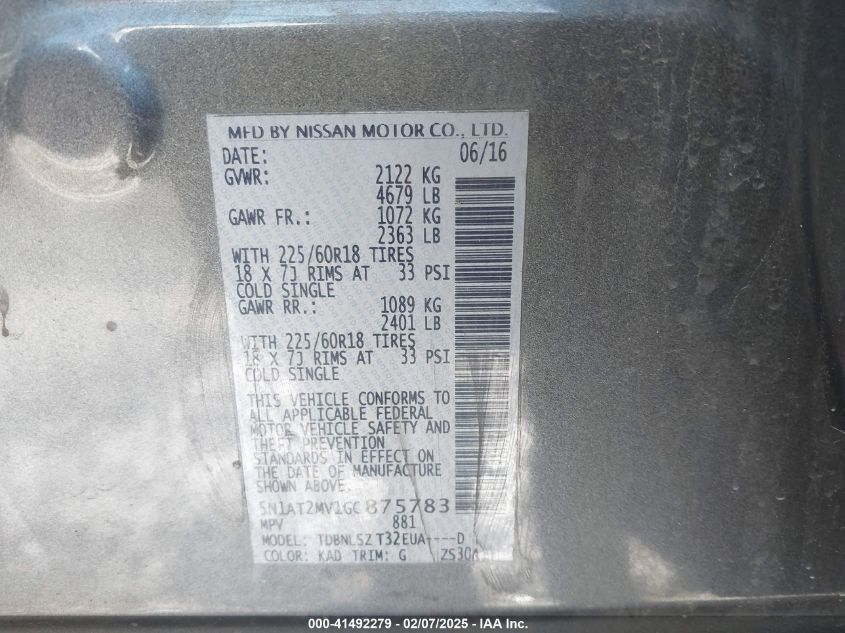 MFD BY NISSAN MOTOR CO., LTD.
DATE: 06/16
GVWR: 2122 KG
4679 LB
GAWR FR.: 1072 KG
2363 LB
WITH 225/60R18 TIRES
18 X 7J RIMS AT 33 PSI
COLD SINGLE
GAWR RR.: 1089 KG
2401 LB
WITH 225/60R18 TIRES
18 X 7J RIMS AT 33 PSI
COLD SINGLE
THIS VEHICLE CONFORMS TO
ALL APPLICABLE FEDERAL
MOTOR VEHICLE SAFETY AND
THEFT PREVENTION
STANDARDS IN EFFECT ON
THE DATE OF MANUFACTURE
SHOWN ABOVE.
5N1AT2MV1GC 875783
MPV 881
MODEL: TDBNLSZ T32EUA----D
COLOR: KAD TRIM: G
000-41492279 - 02/07/2025 - IAA Inc.